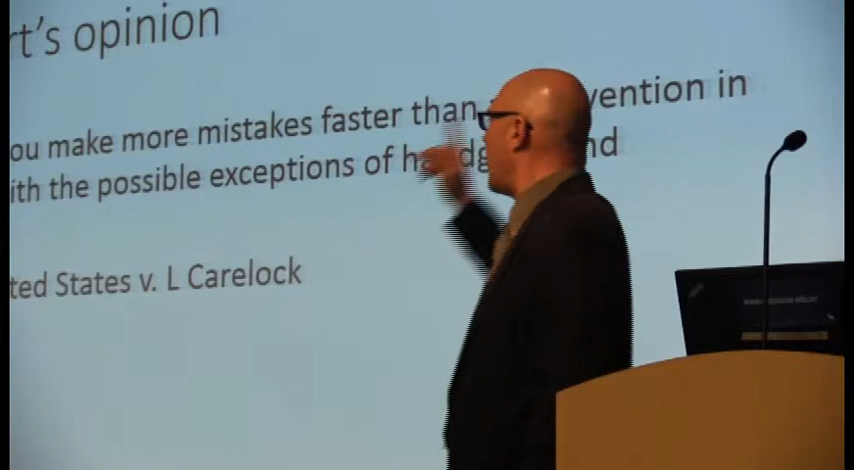 rt's opinion
ou make more mistakes faster than vention in
ith the possible exceptions of nd
ted States v. L Carelock